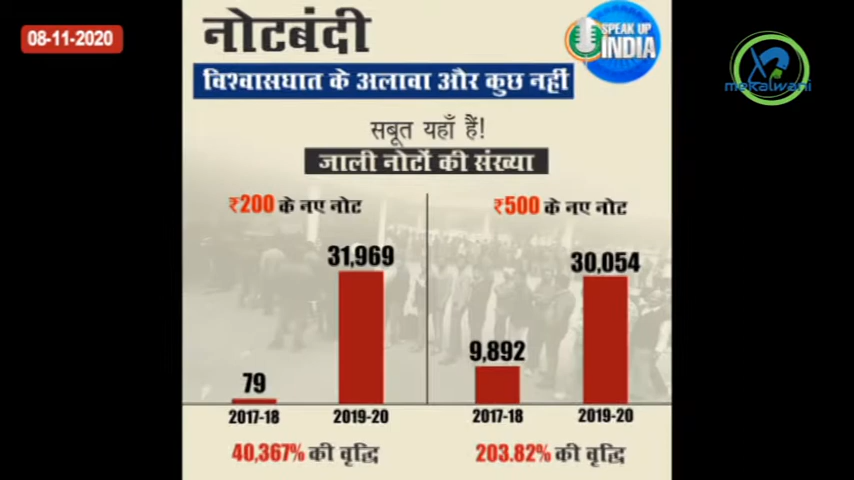 08-11-2020
नोटबंदी
SPEAK UP
INDIA
mekalwani
विश्वासघात के अलावा और कुछ नहीं
सबूत यहाँ हैं!
जाली नोटों की संख्या
₹200 के नए नोट
₹500 के नए नोट
31,969
30,054
9,892
79
2017-18
2019-20
2017-18
2019-20
40,367% की वृद्धि
203.82% की वृद्धि